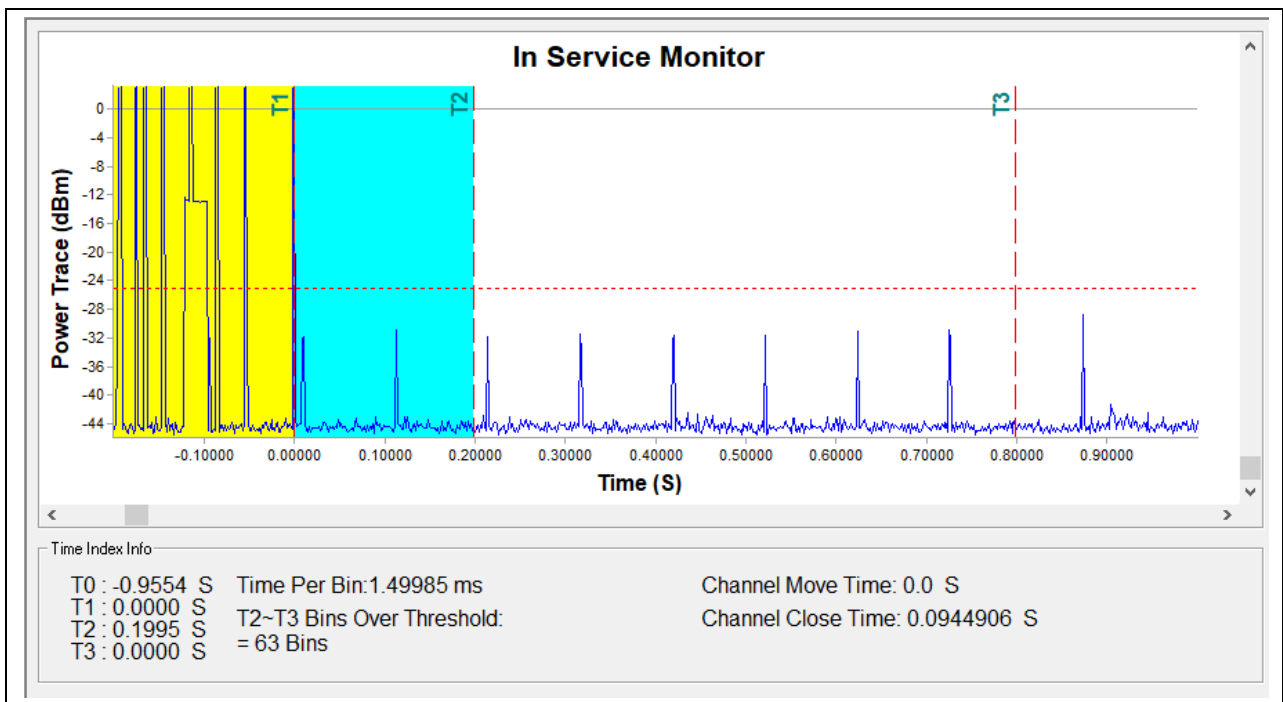 In Service Monitor
T1
T2
T3
Power Trace (dBm)
0
-4
-8
-12
-16
-20
-24
-28
-32
-36
-40
-44
-0.10000 0.00000 0.10000 0.20000 0.30000 0.40000 0.50000 0.60000 0.70000 0.80000 0.90000
Time (S)
Time Index Info
T0 : -0.9554 S
T1 : 0.0000 S
T2 : 0.1995 S
T3 : 0.0000 S
Time Per Bin:1.49985 ms
T2~T3 Bins Over Threshold:
= 63 Bins
Channel Move Time: 0.0 S
Channel Close Time: 0.0944906 S